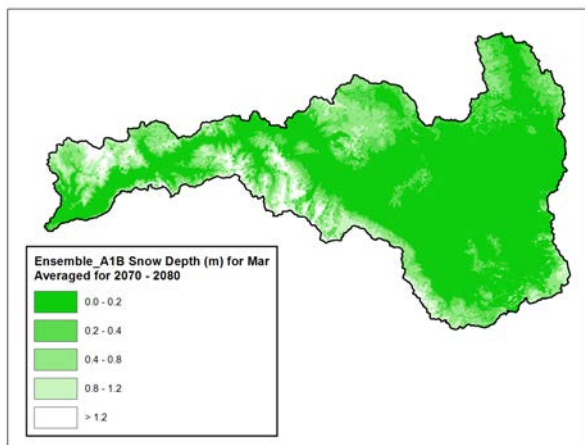 Ensemble_A1B Snow Depth (m) for Mar
Averaged for 2070 - 2080
0.0 - 0.2
0.2 - 0.4
0.4 - 0.8
0.8 - 1.2
> 1.2